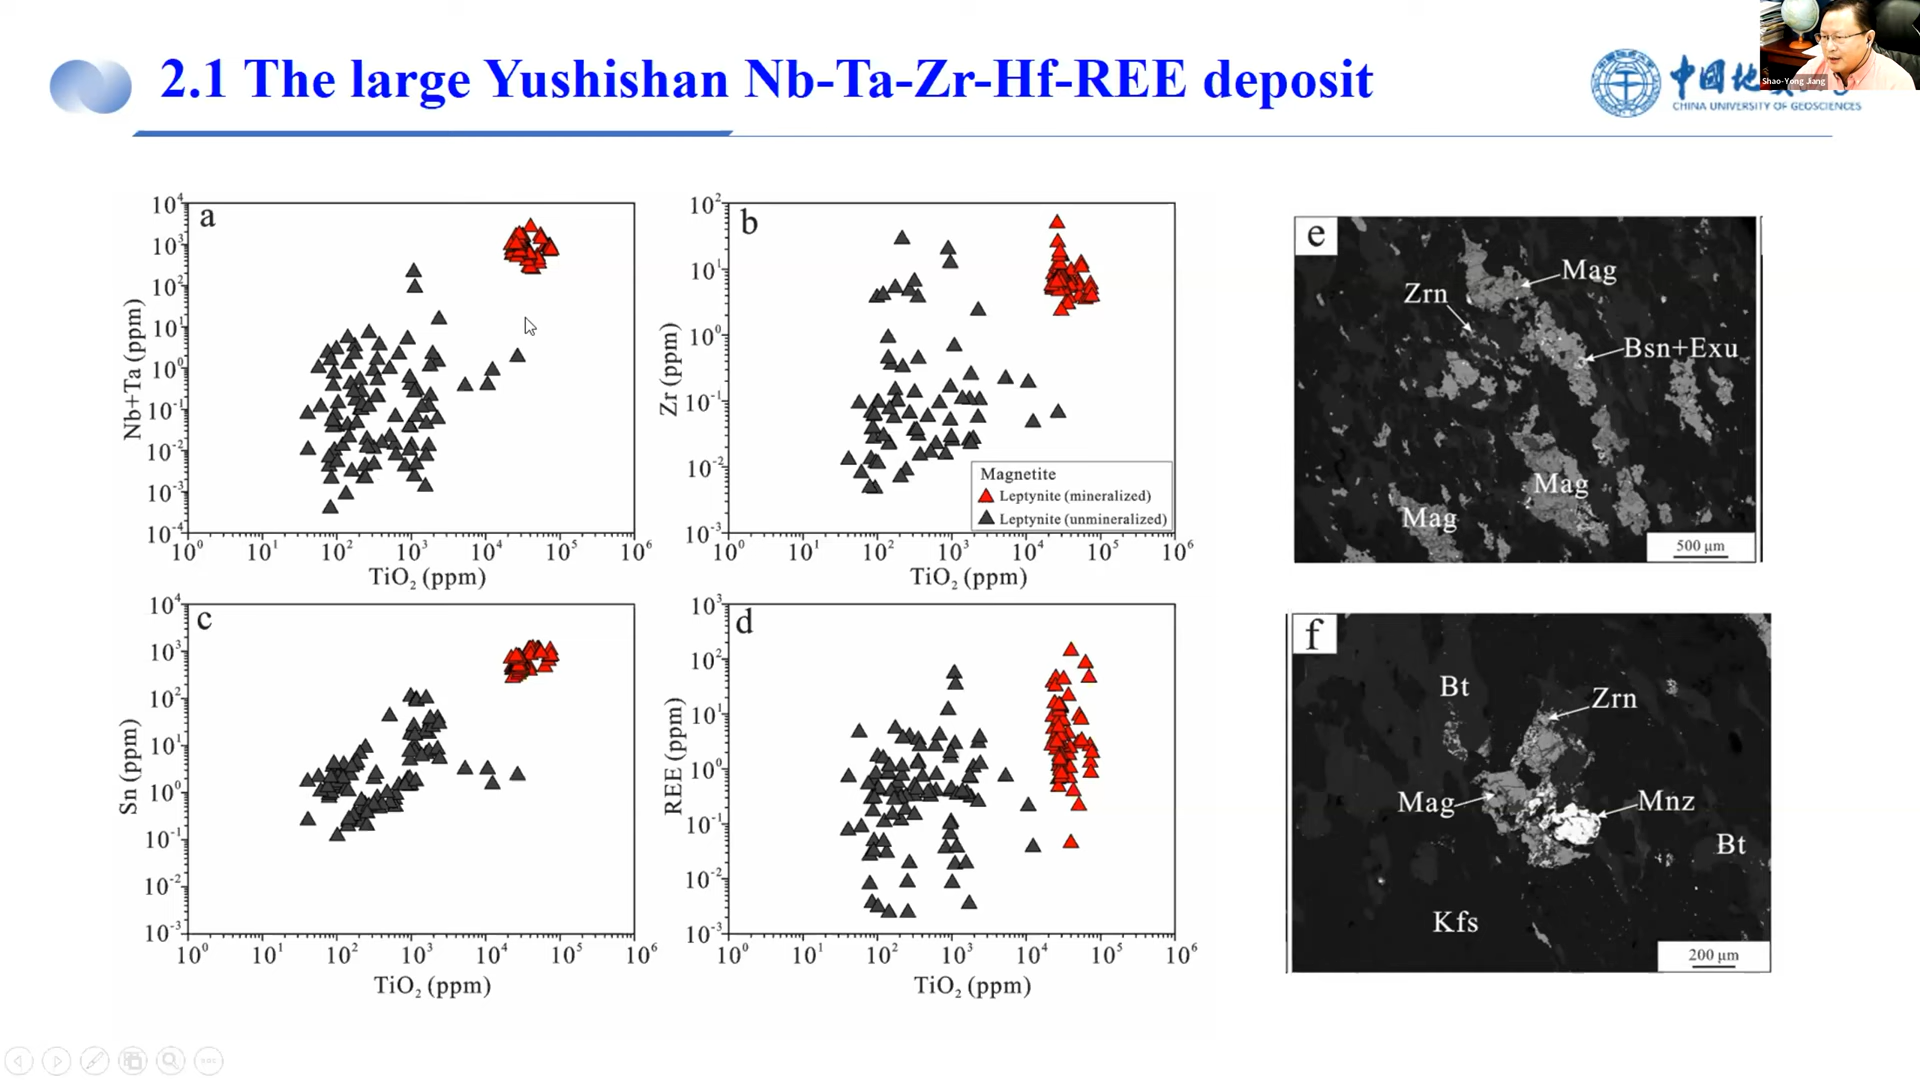 2.1 The large Yushishan Nb-Ta-Zr-Hf-REE deposit
中国地
CHINA UNIVERSITY OF GEOSCIENCES
Shao-Yong Jiang
a
10⁴
10³
10²
10¹
10⁰
10⁻¹
10⁻²
10⁻³
10⁻⁴
Nb+Ta (ppm)
10⁰ 10¹ 10² 10³ 10⁴ 10⁵ 10⁶
TiO₂ (ppm)
b
10²
10¹
10⁰
10⁻¹
10⁻²
10⁻³
Zr (ppm)
Magnetite
Leptynite (mineralized)
Leptynite (unmineralized)
10⁰ 10¹ 10² 10³ 10⁴ 10⁵ 10⁶
TiO₂ (ppm)
c
10⁴
10³
10²
10¹
10⁰
10⁻¹
10⁻²
10⁻³
Sn (ppm)
10⁰ 10¹ 10² 10³ 10⁴ 10⁵ 10⁶
TiO₂ (ppm)
d
10³
10²
10¹
10⁰
10⁻¹
10⁻²
10⁻³
REE (ppm)
10⁰ 10¹ 10² 10³ 10⁴ 10⁵ 10⁶
TiO₂ (ppm)
e
Mag
Zrn
Bsn+Exu
Mag
Mag
500 μm
f
Bt
Zrn
Mag
Mnz
Bt
Kfs
200 μm